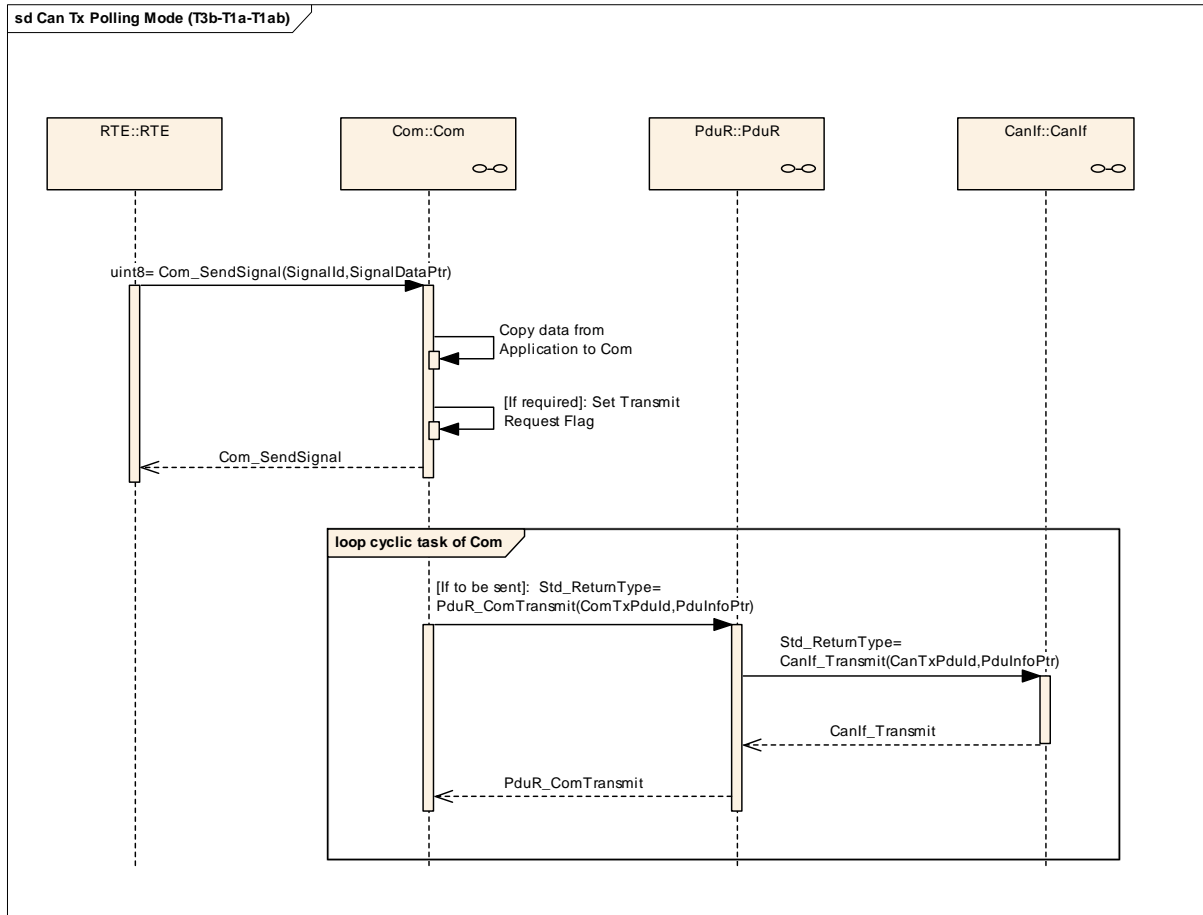 sd Can Tx Polling Mode (T3b-T1a-T1ab)
RTE::RTE
Com::Com
PduR::PduR
CanIf::CanIf
uint8= Com_SendSignal(SignalId,SignalDataPtr)
Copy data from
Application to Com
[If required]: Set Transmit
Request Flag
Com_SendSignal
loop cyclic task of Com
[If to be sent]: Std_ReturnType=
PduR_ComTransmit(ComTxPduId,PduInfoPtr)
Std_ReturnType=
CanIf_Transmit(CanTxPduId,PduInfoPtr)
CanIf_Transmit
PduR_ComTransmit